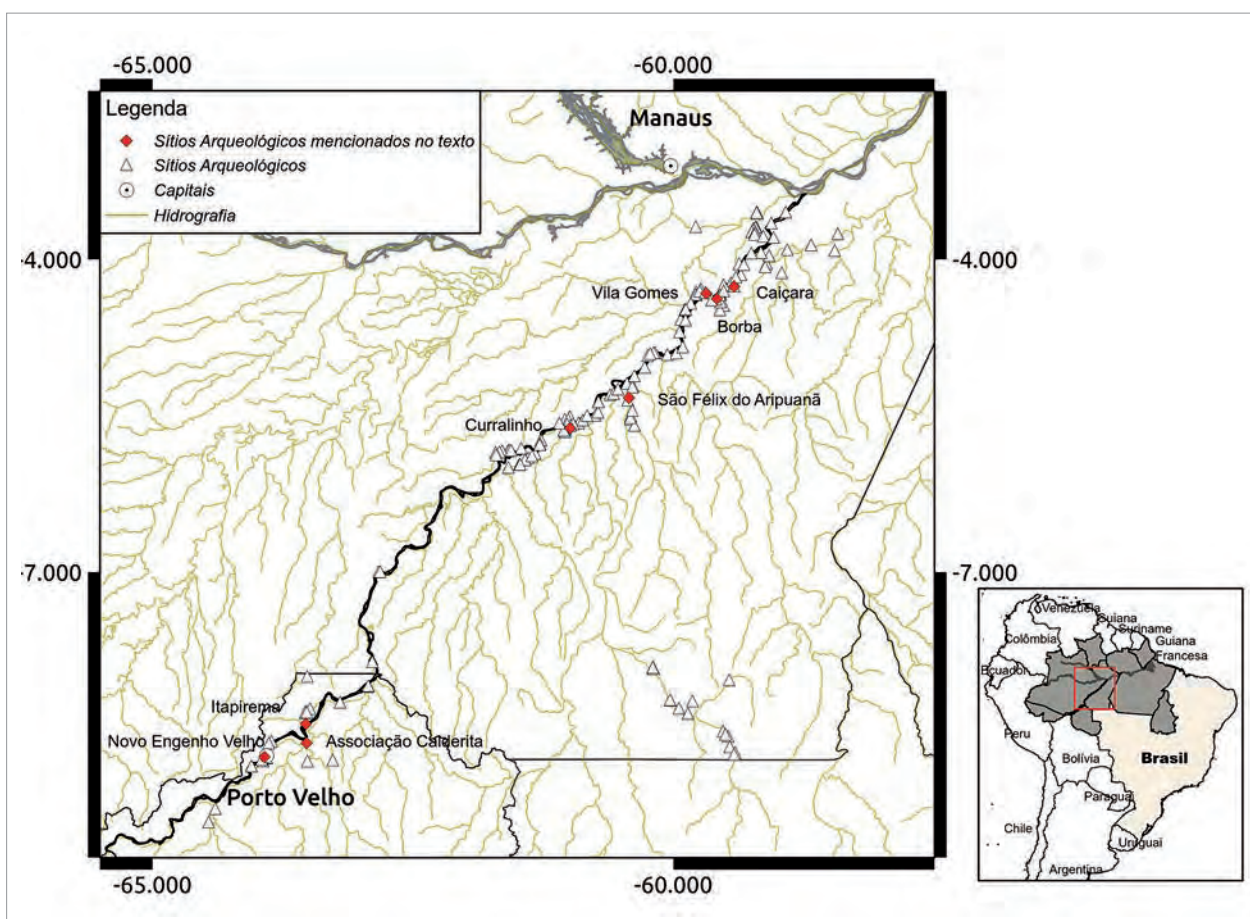 -65.000
-60.000
Legenda
Sítios Arqueológicos mencionados no texto
Sítios Arqueológicos
Capitais
Hidrografia
Manaus
-4.000
-4.000
Vila Gomes
Caiçara
Borba
São Félix do Aripuanã
Curralinho
-7.000
-7.000
Itapirema
Novo Engenho Velho
Associação Calderita
Porto Velho
-65.000
-60.000
Venezuela
Guiana
Suriname
Guiana
Francesa
Colômbia
Ecuador
Peru
Brasil
Bolívia
Paraguai
Chile
Uruguai
Argentina